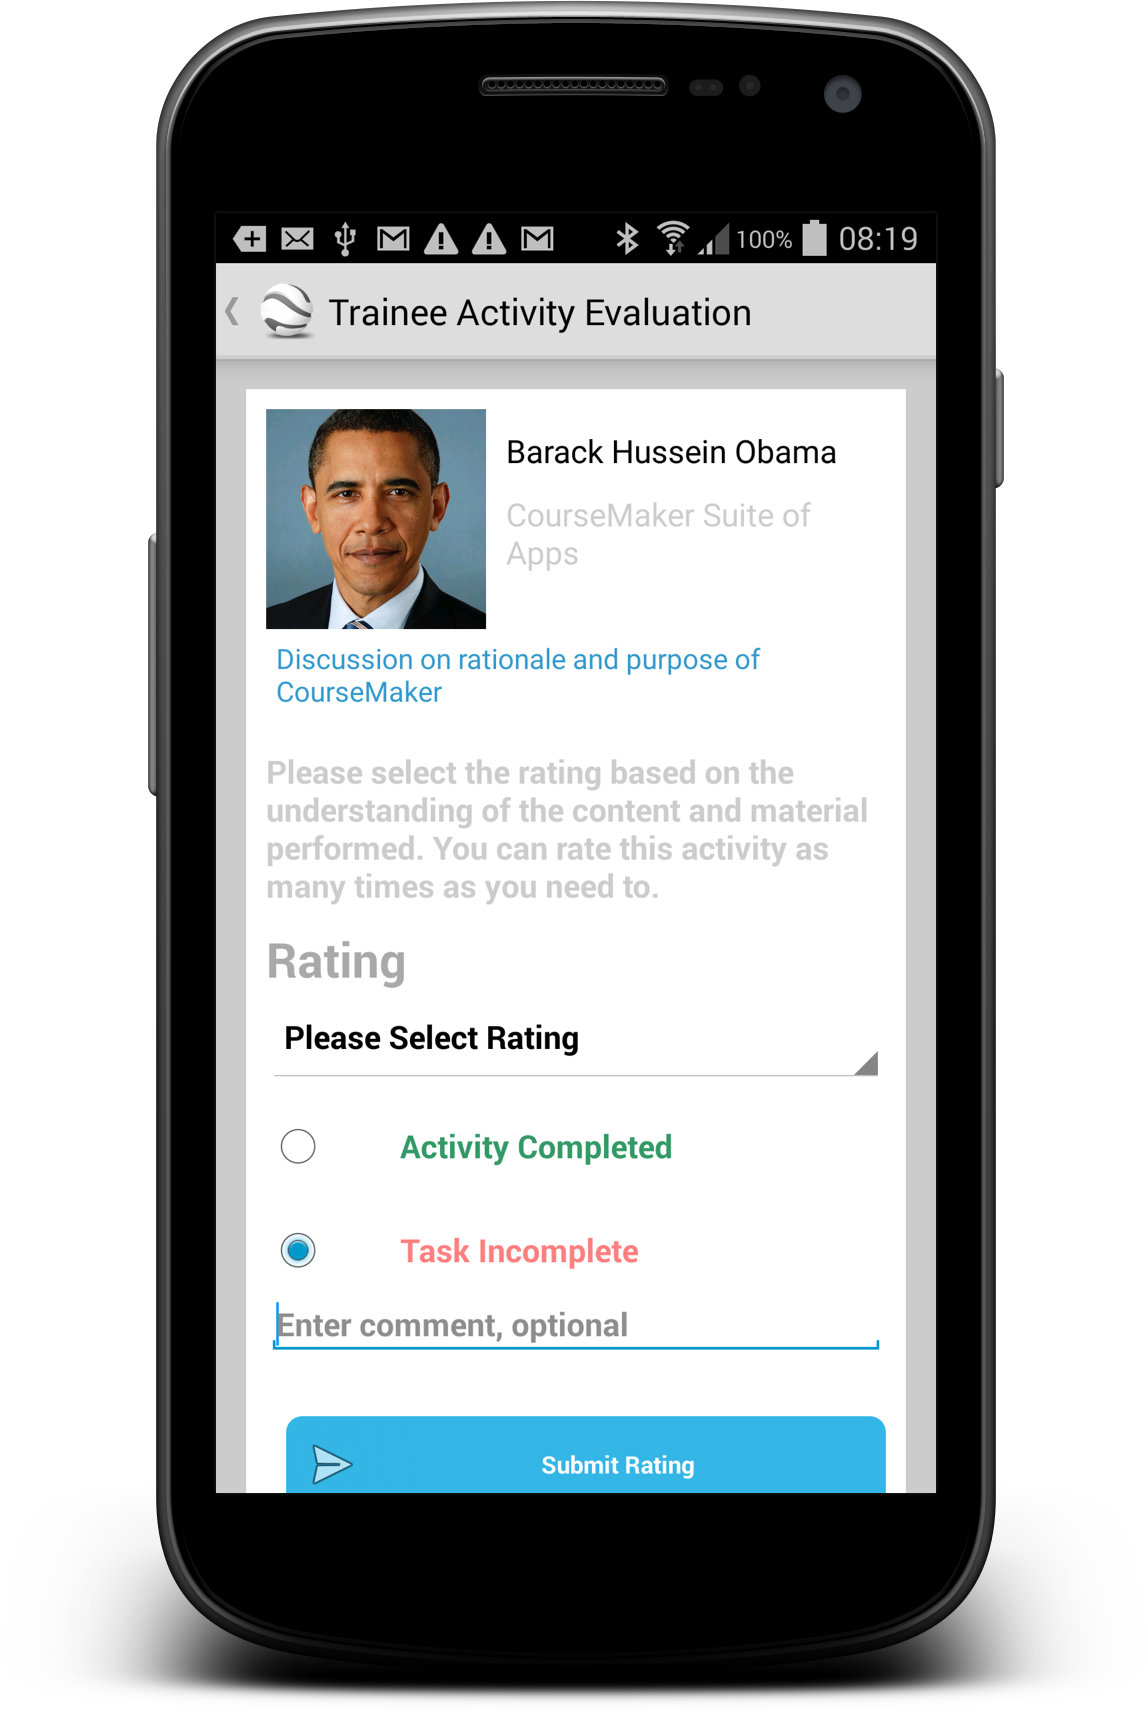 100% 08:19
Trainee Activity Evaluation
Barack Hussein Obama
CourseMaker Suite of
Apps
Discussion on rationale and purpose of
CourseMaker
Please select the rating based on the
understanding of the content and material
performed. You can rate this activity as
many times as you need to.
Rating
Please Select Rating
Activity Completed
Task Incomplete
Enter comment, optional
Submit Rating